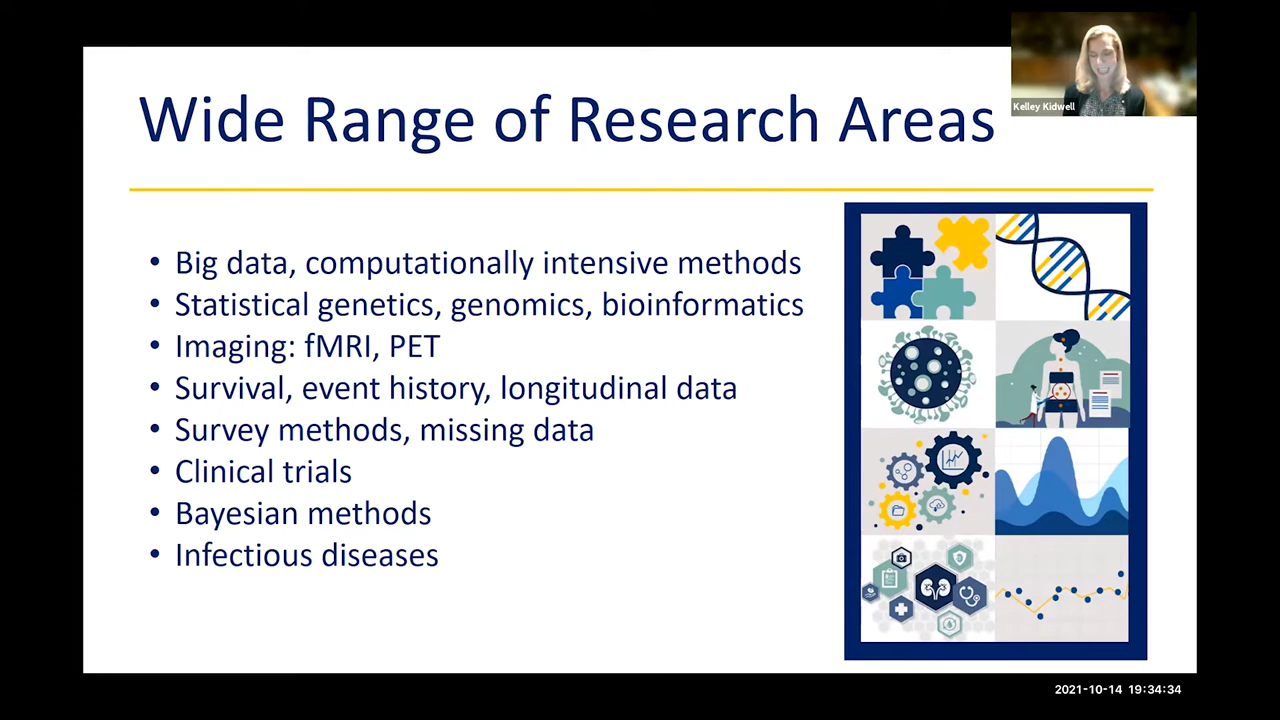 Wide Range of Research Areas
Kelley Kidwell
• Big data, computationally intensive methods
• Statistical genetics, genomics, bioinformatics
• Imaging: fMRI, PET
• Survival, event history, longitudinal data
• Survey methods, missing data
• Clinical trials
• Bayesian methods
• Infectious diseases
2021-10-14 19:34:34